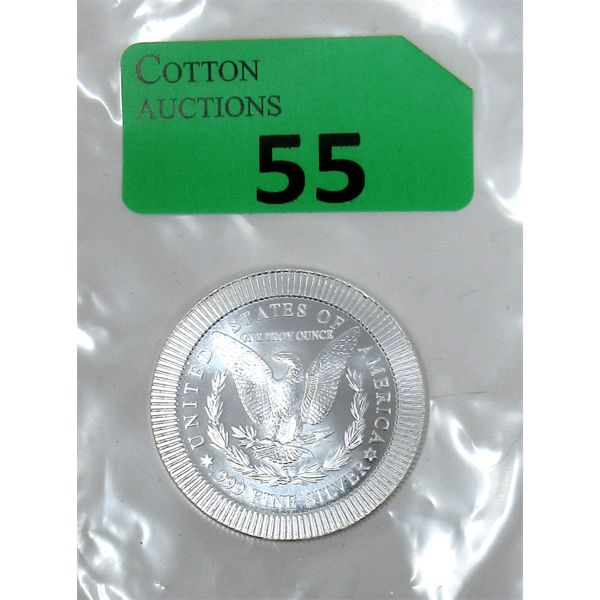 COTTON
AUCTIONS
55
UNITED STATES OF AMERICA
ONE TROY OUNCE
.999 FINE SILVER